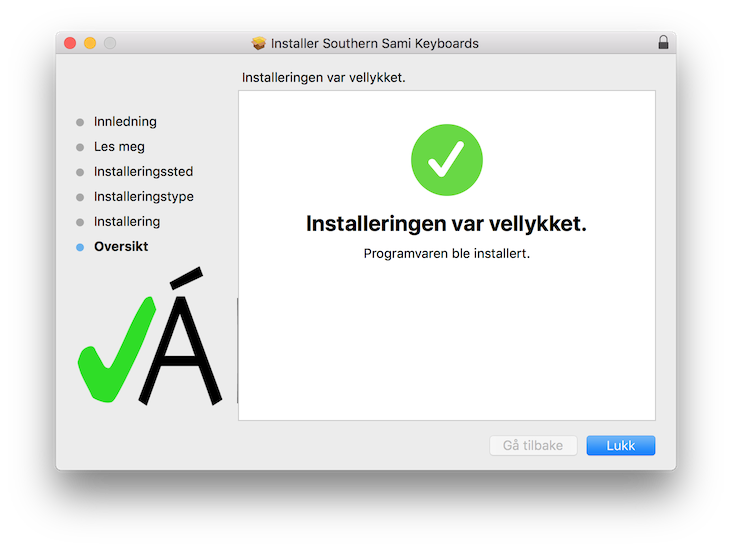 Installer Southern Sami Keyboards
Installeringen var vellykket.
Innledning
Les meg
Installeringssted
Installeringstype
Installering
Oversikt
Á
Installeringen var vellykket.
Programvaren ble installert.
Gå tilbake
Lukk